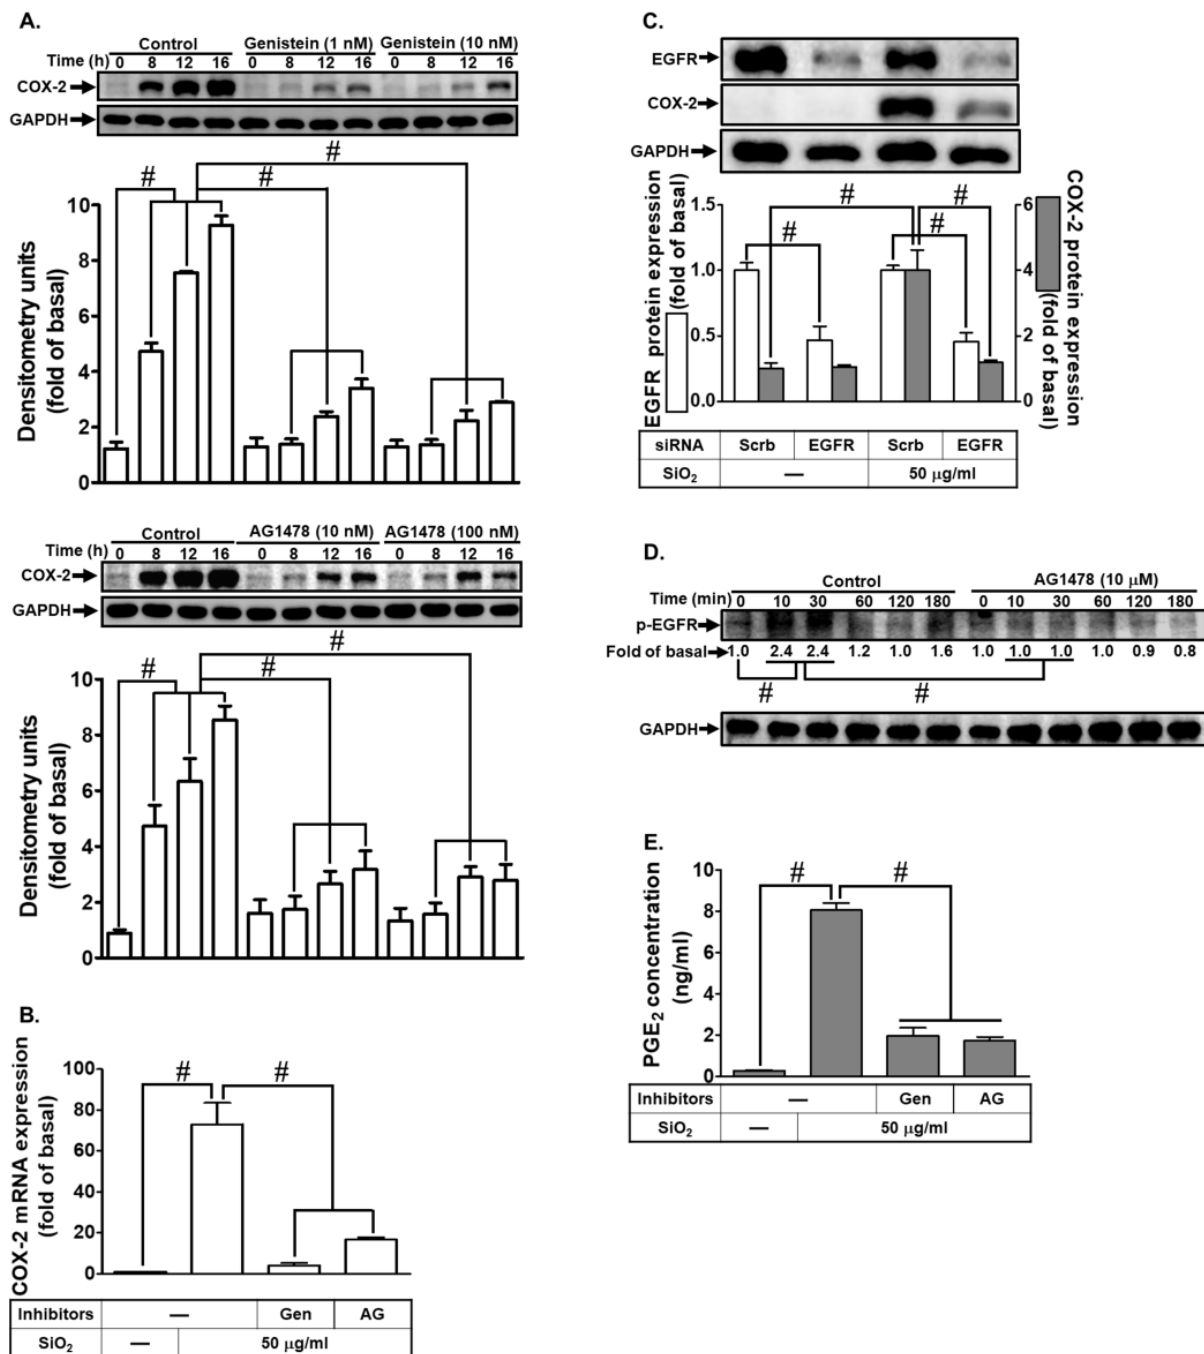 A.
Control Genistein (1 nM) Genistein (10 nM)
Time (h) 0 8 12 16 0 8 12 16 0 8 12 16
COX-2
GAPDH
#
# #
10
8
6
4
2
0
Densitometry units
(fold of basal)
Control AG1478 (10 nM) AG1478 (100 nM)
Time (h) 0 8 12 16 0 8 12 16 0 8 12 16
COX-2
GAPDH
#
# #
10
8
6
4
2
0
Densitometry units
(fold of basal)
B.
# #
100
80
60
40
20
0
COX-2 mRNA expression
(fold of basal)
Inhibitors — Gen AG
SiO₂ — 50 μg/ml
C.
EGFR
COX-2
GAPDH
# #
# #
1.5
1.0
0.5
0.0
EGFR protein expression
(fold of basal)
6
4
2
0
COX-2 protein expression
(fold of basal)
siRNA Scrb EGFR Scrb EGFR
SiO₂ — 50 μg/ml
D.
Control AG1478 (10 μM)
Time (min) 0 10 30 60 120 180 0 10 30 60 120 180
p-EGFR
Fold of basal 1.0 2.4 2.4 1.2 1.0 1.6 1.0 1.0 1.0 1.0 0.9 0.8
# #
GAPDH
E.
# #
10
8
6
4
2
0
PGE₂ concentration
(ng/ml)
Inhibitors — Gen AG
SiO₂ — 50 μg/ml